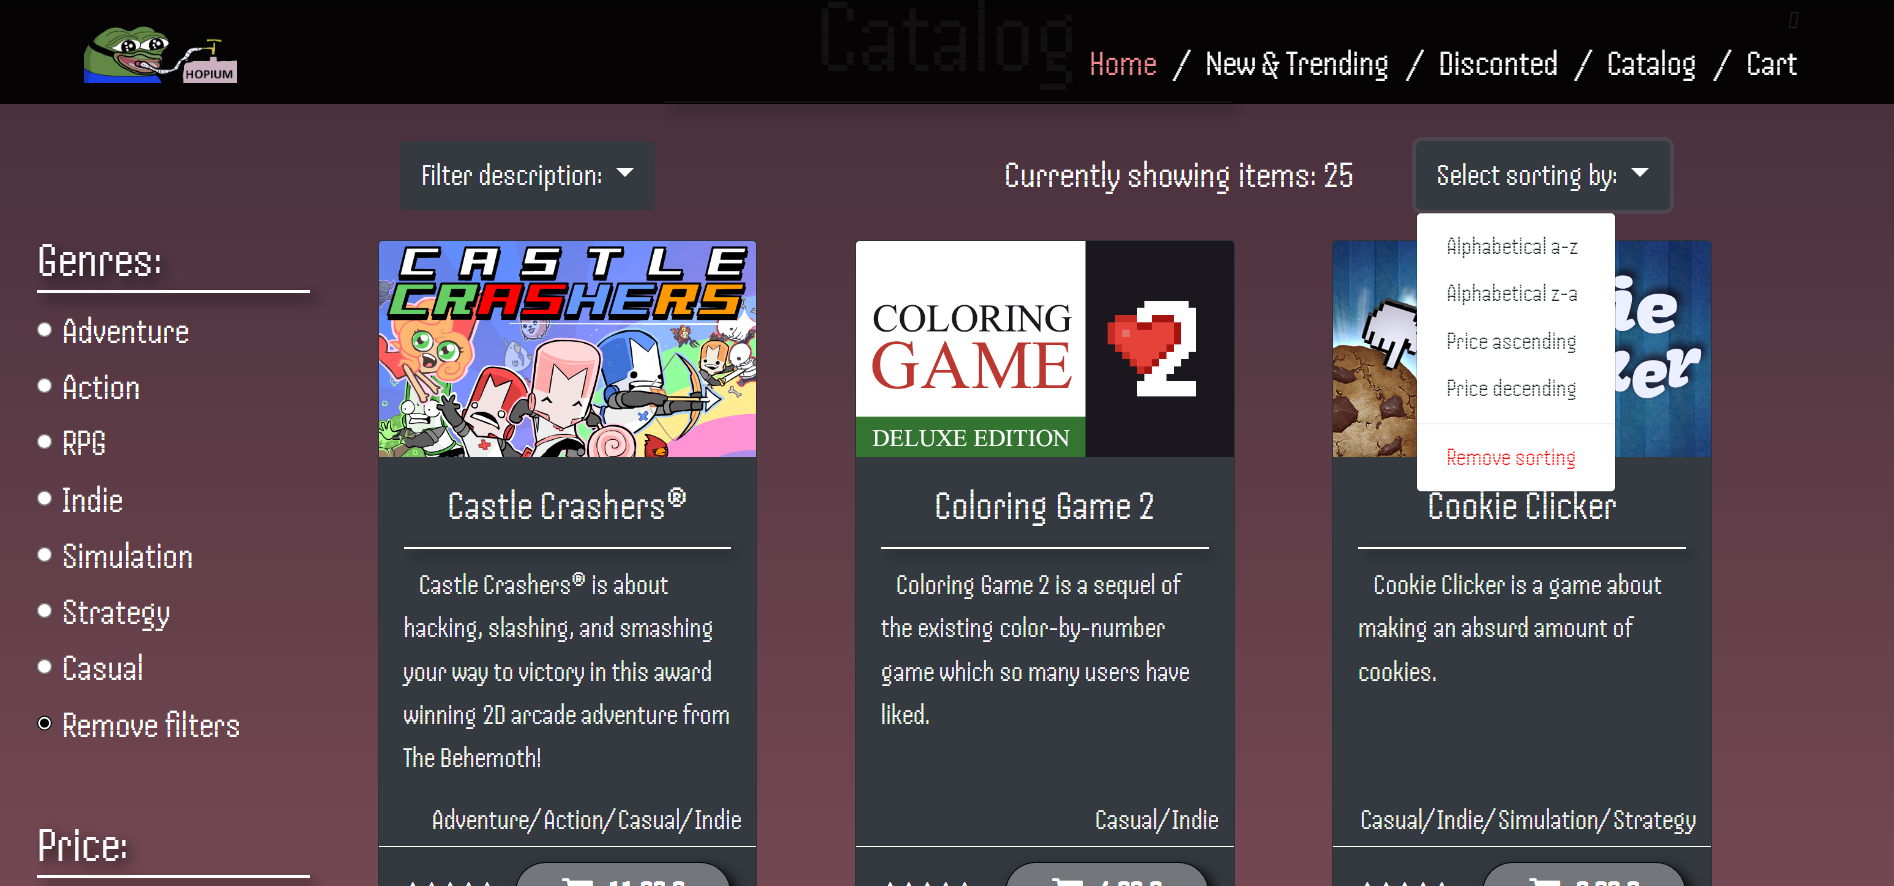 Catalog
HOPIUM
Home / New & Trending / Disconted / Catalog / Cart
Filter description:
Currently showing items: 25
Select sorting by:
Alphabetical a-z
Alphabetical z-a
Price ascending
Price decending
Remove sorting
Genres:
Adventure
Action
RPG
Indie
Simulation
Strategy
Casual
Remove filters
Price:
CASTLE
CRASHERS
Castle Crashers®
Castle Crashers® is about
hacking, slashing, and smashing
your way to victory in this award
winning 2D arcade adventure from
The Behemoth!
Adventure/Action/Casual/Indie
COLORING
GAME
2
DELUXE EDITION
Coloring Game 2
Coloring Game 2 is a sequel of
the existing color-by-number
game which so many users have
liked.
Casual/Indie
Cookie Clicker
Cookie Clicker is a game about
making an absurd amount of
cookies.
Casual/Indie/Simulation/Strategy